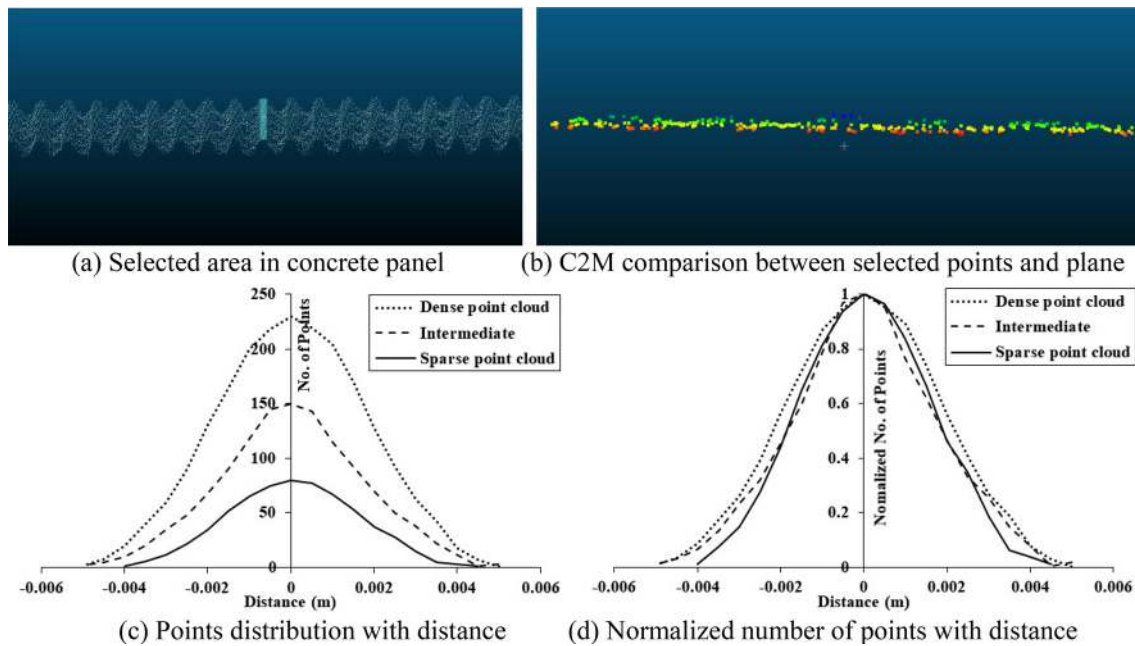 (a) Selected area in concrete panel
(b) C2M comparison between selected points and plane
250
200
150
100
50
0
No. of Points
Dense point cloud
Intermediate
Sparse point cloud
-0.006 -0.004 -0.002 0.000 0.002 0.004 0.006
Distance (m)
(c) Points distribution with distance
1
0.8
0.6
0.4
0.2
0
Nomalized No. of Points
Dense point cloud
Intermediate
Sparse point cloud
-0.006 -0.004 -0.002 0.000 0.002 0.004 0.006
Distance (m)
(d) Normalized number of points with distance